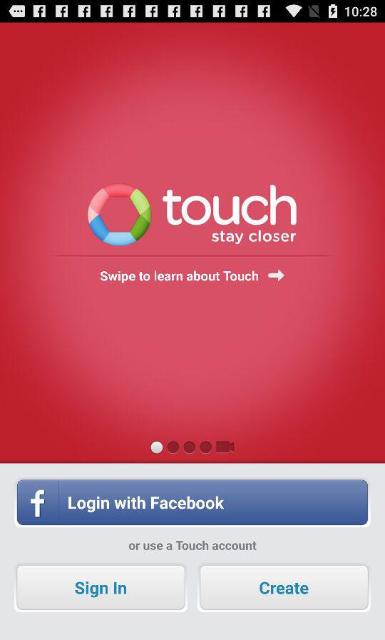 10:28
touch
stay closer
Swipe to learn about Touch
f Login with Facebook
or use a Touch account
Sign In
Create